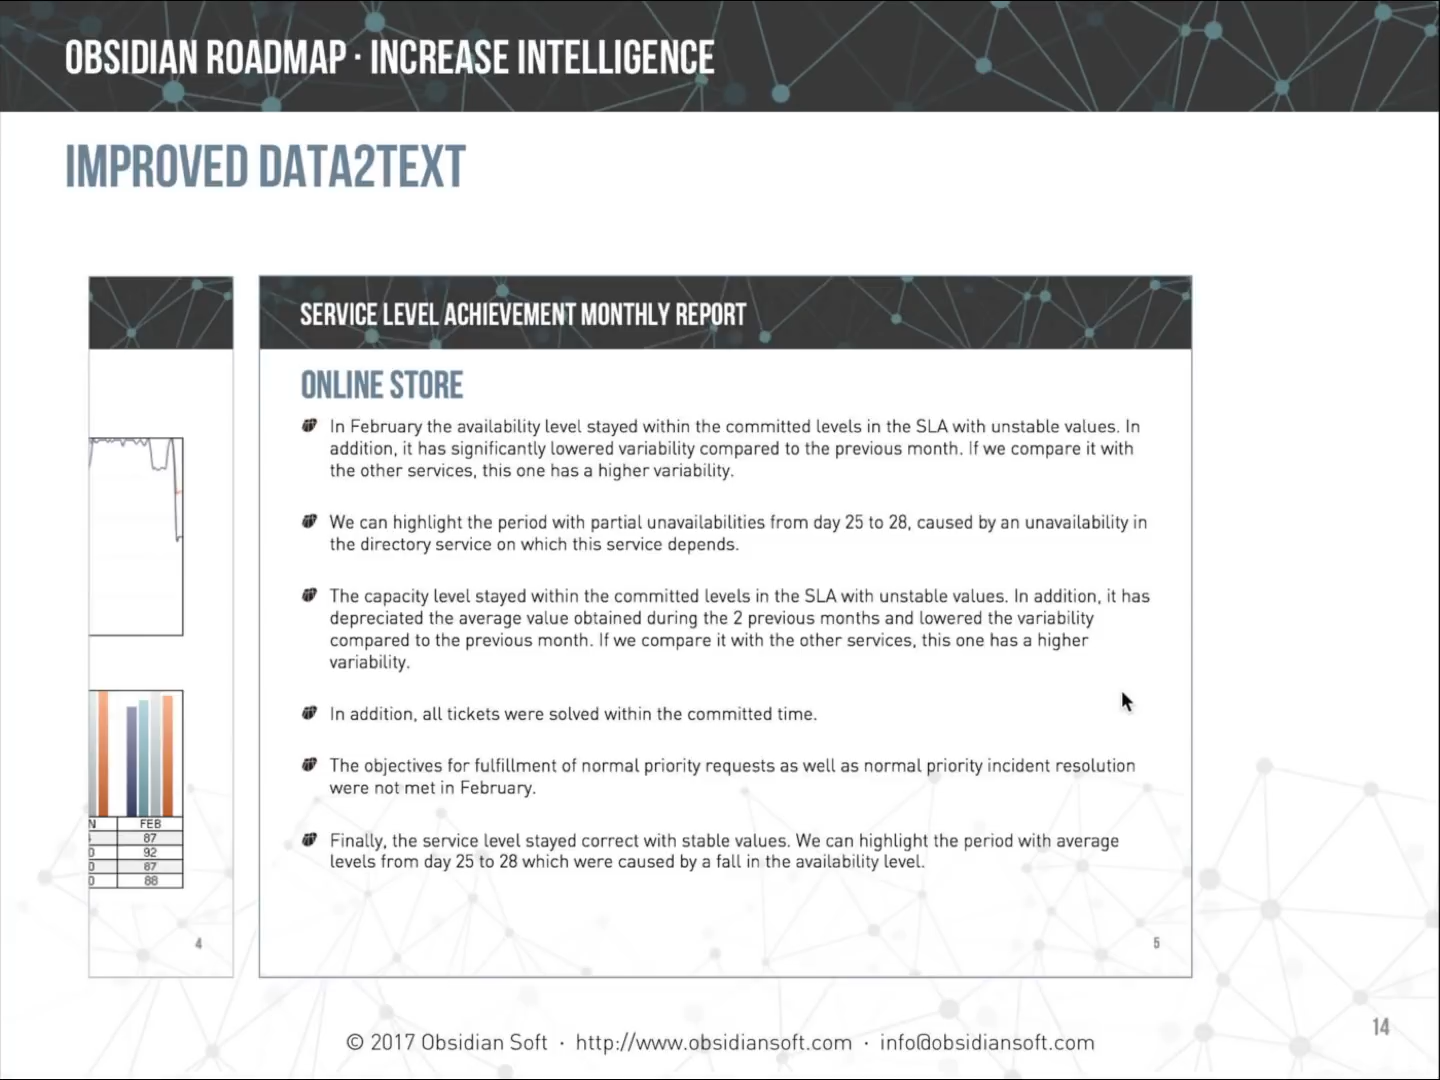 OBSIDIAN ROADMAP · INCREASE INTELLIGENCE
IMPROVED DATA2TEXT
FEB
87
92
67
88
4
SERVICE LEVEL ACHIEVEMENT MONTHLY REPORT
ONLINE STORE
In February the availability level stayed within the committed levels in the SLA with unstable values. In
addition, it has significantly lowered variability compared to the previous month. If we compare it with
the other services, this one has a higher variability.
We can highlight the period with partial unavailabilities from day 25 to 28, caused by an unavailability in
the directory service on which this service depends.
The capacity level stayed within the committed levels in the SLA with unstable values. In addition, it has
depreciated the average value obtained during the 2 previous months and lowered the variability
compared to the previous month. If we compare it with the other services, this one has a higher
variability.
In addition, all tickets were solved within the committed time.
The objectives for fulfillment of normal priority requests as well as normal priority incident resolution
were not met in February.
Finally, the service level stayed correct with stable values. We can highlight the period with average
levels from day 25 to 28 which were caused by a fall in the availability level.
5
© 2017 Obsidian Soft · http://www.obsidiansoft.com · info@obsidiansoft.com
14